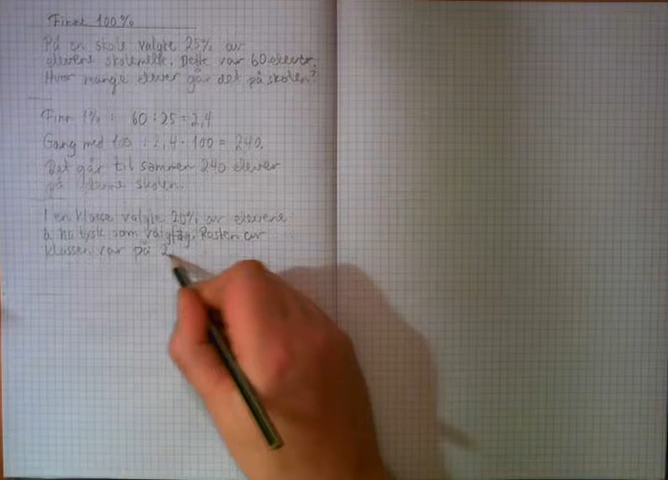 Finne 100%
På en skole valgte 25% av
elevene skolemelk. Dette var 60 elever.
Hvor mange elever går det på skolen?
Finn 1% : 60 : 25 = 2,4
Gang med 100 : 2,4 · 100 = 240.
Det går til sammen 240 elever
på denne skolen.
I en klasse valgte 20% av elevene
å ha tysk som valgfag. Resten av
klassen var på 2